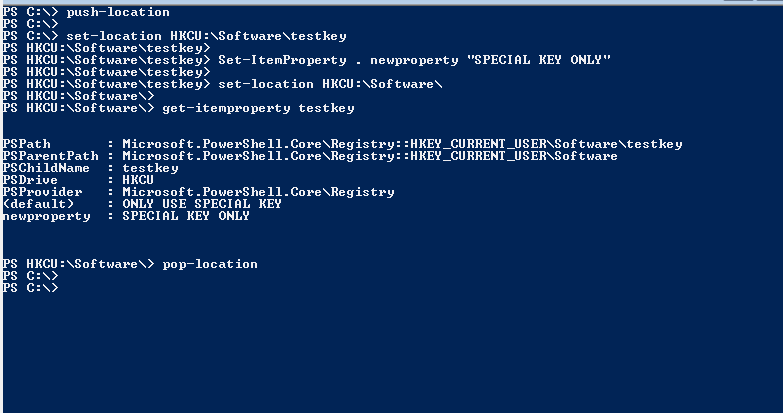 PS C:\> push-location
PS C:\>
PS C:\> set-location HKCU:\Software\testkey
PS HKCU:\Software\testkey>
PS HKCU:\Software\testkey> Set-ItemProperty . newproperty "SPECIAL KEY ONLY"
PS HKCU:\Software\testkey>
PS HKCU:\Software\testkey> set-location HKCU:\Software\
PS HKCU:\Software\>
PS HKCU:\Software\> get-itemproperty testkey
PSPath       : Microsoft.PowerShell.Core\Registry::HKEY_CURRENT_USER\Software\testkey
PSParentPath : Microsoft.PowerShell.Core\Registry::HKEY_CURRENT_USER\Software
PSChildName  : testkey
PSDrive      : HKCU
PSProvider   : Microsoft.PowerShell.Core\Registry
(default)    : ONLY USE SPECIAL KEY
newproperty  : SPECIAL KEY ONLY
PS HKCU:\Software\> pop-location
PS C:\>
PS C:\>